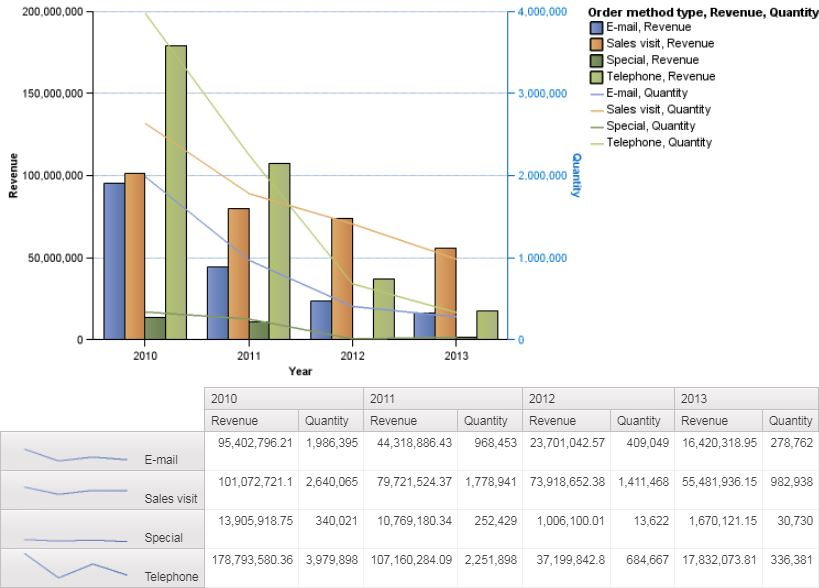 Order method type, Revenue, Quantity
E-mail, Revenue
Sales visit, Revenue
Special, Revenue
Telephone, Revenue
E-mail, Quantity
Sales visit, Quantity
Special, Quantity
Telephone, Quantity
200,000,000
150,000,000
100,000,000
50,000,000
0
Revenue
4,000,000
3,000,000
2,000,000
1,000,000
0
Quantity
2010 2011 2012 2013
Year
2010 2011 2012 2013
Revenue Quantity Revenue Quantity Revenue Quantity Revenue Quantity
E-mail 95,402,796.21 1,986,395 44,318,886.43 968,453 23,701,042.57 409,049 16,420,318.95 278,762
Sales visit 101,072,721.1 2,640,065 79,721,524.37 1,778,941 73,918,652.38 1,411,468 55,481,936.15 982,938
Special 13,905,918.75 340,021 10,769,180.34 252,429 1,006,100.01 13,622 1,670,121.15 30,730
Telephone 178,793,580.36 3,979,898 107,160,284.09 2,251,898 37,199,842.8 684,667 17,832,073.81 336,381